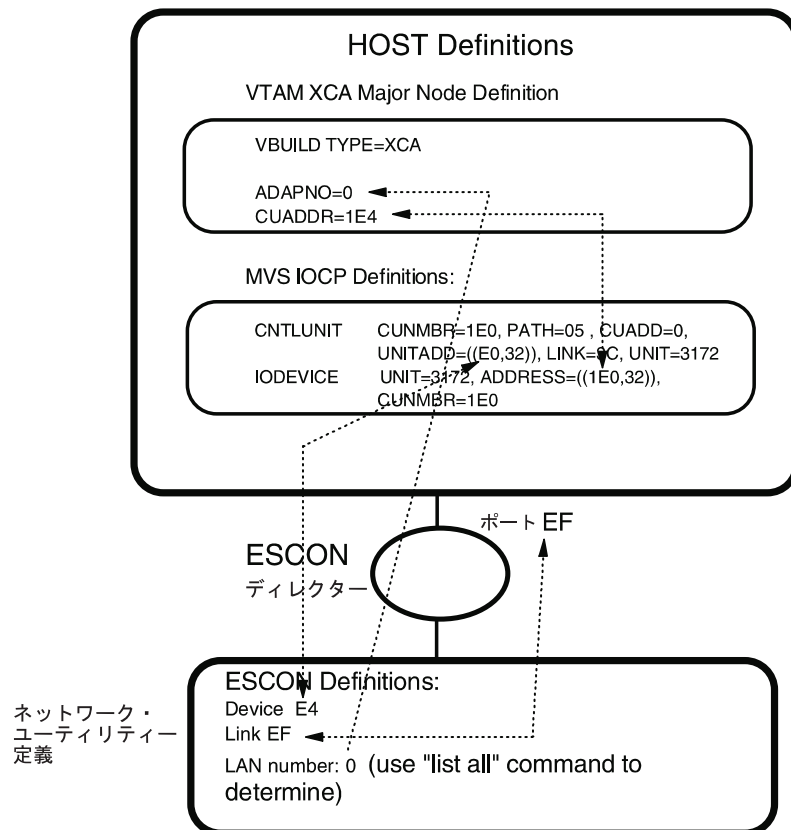 HOST Definitions
VTAM XCA Major Node Definition
VBUILD TYPE=XCA
ADAPNO=0
CUADDR=1E4
MVS IOCP Definitions:
CNTLUNIT CUNMBR=1E0, PATH=05 , CUADD=0,
UNITADD=((E0,32)), LINK= C, UNIT=3172
IODEVICE UNIT=3172, ADDRESS=((1E0,32)),
CUNMBR=1E0
ポート EF
ESCON
ディレクター
ESCON Definitions:
Device E4
Link EF
LAN number: 0 (use "list all" command to
determine)
ネットワーク・
ユーティリティー
定義